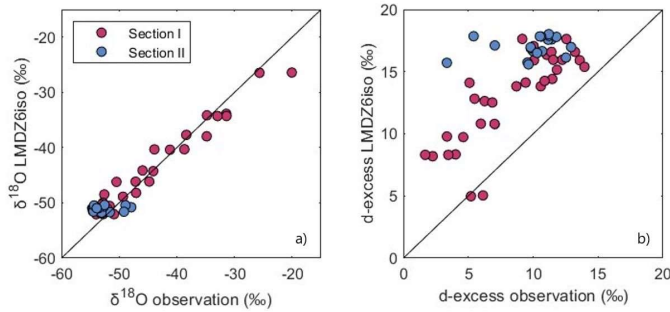 Section I
Section II
-20
-30
-40
-50
-60
-60
-50
-40
-30
-20
δ18O LMDZ6iso (‰)
δ18O observation (‰)
a)
20
15
10
5
0
0
5
10
15
20
d-excess LMDZ6iso (‰)
d-excess observation (‰)
b)